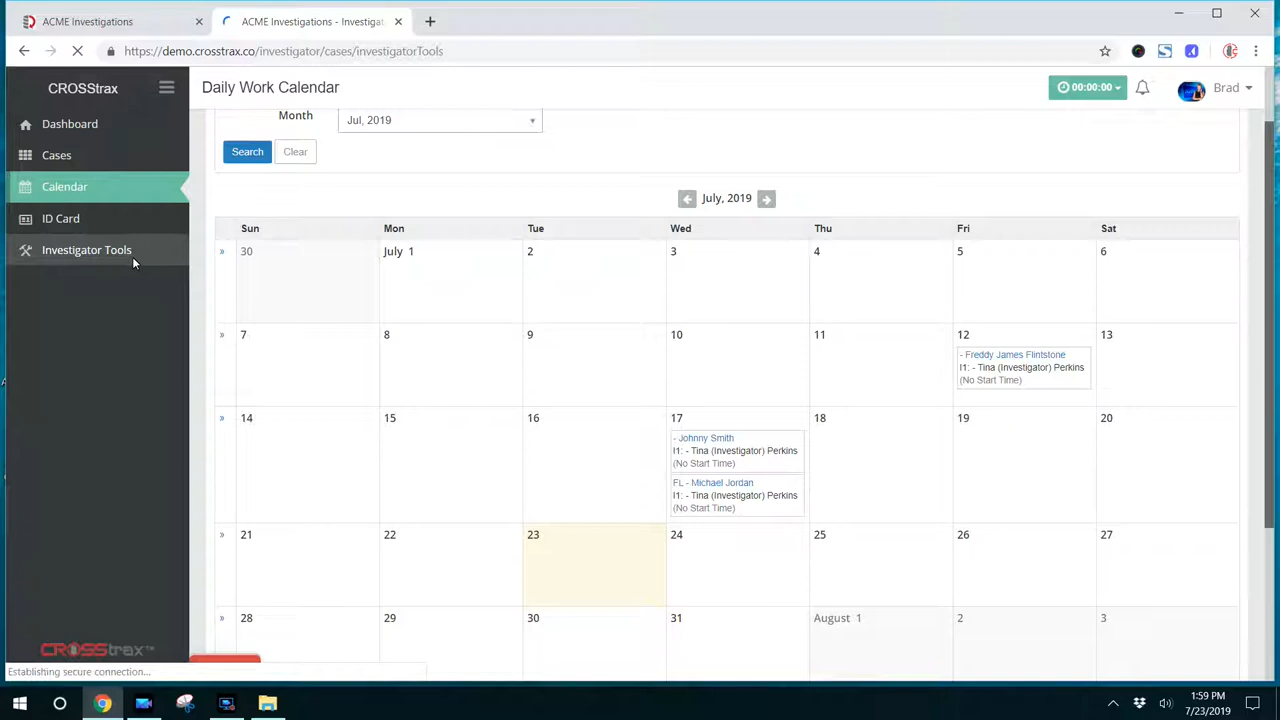 ACME Investigations
ACME Investigations - Investigat
https://demo.crosstrax.co/investigator/cases/investigatorTools
CROSStrax
Daily Work Calendar
00:00:00
Brad
Dashboard
Cases
Calendar
ID Card
Investigator Tools
Month
Jul, 2019
Search
Clear
July, 2019
Sun Mon Tue Wed Thu Fri Sat
» 30 July 1 2 3 4 5 6
» 7 8 9 10 11 12 13
- Freddy James Flintstone
I1: - Tina (Investigator) Perkins
(No Start Time)
» 14 15 16 17 18 19 20
- Johnny Smith
I1: - Tina (Investigator) Perkins
(No Start Time)
FL - Michael Jordan
I1: - Tina (Investigator) Perkins
(No Start Time)
» 21 22 23 24 25 26 27
» 28 29 30 31 August 1 2 3
CROSStrax™
Establishing secure connection...
1:59 PM
7/23/2019